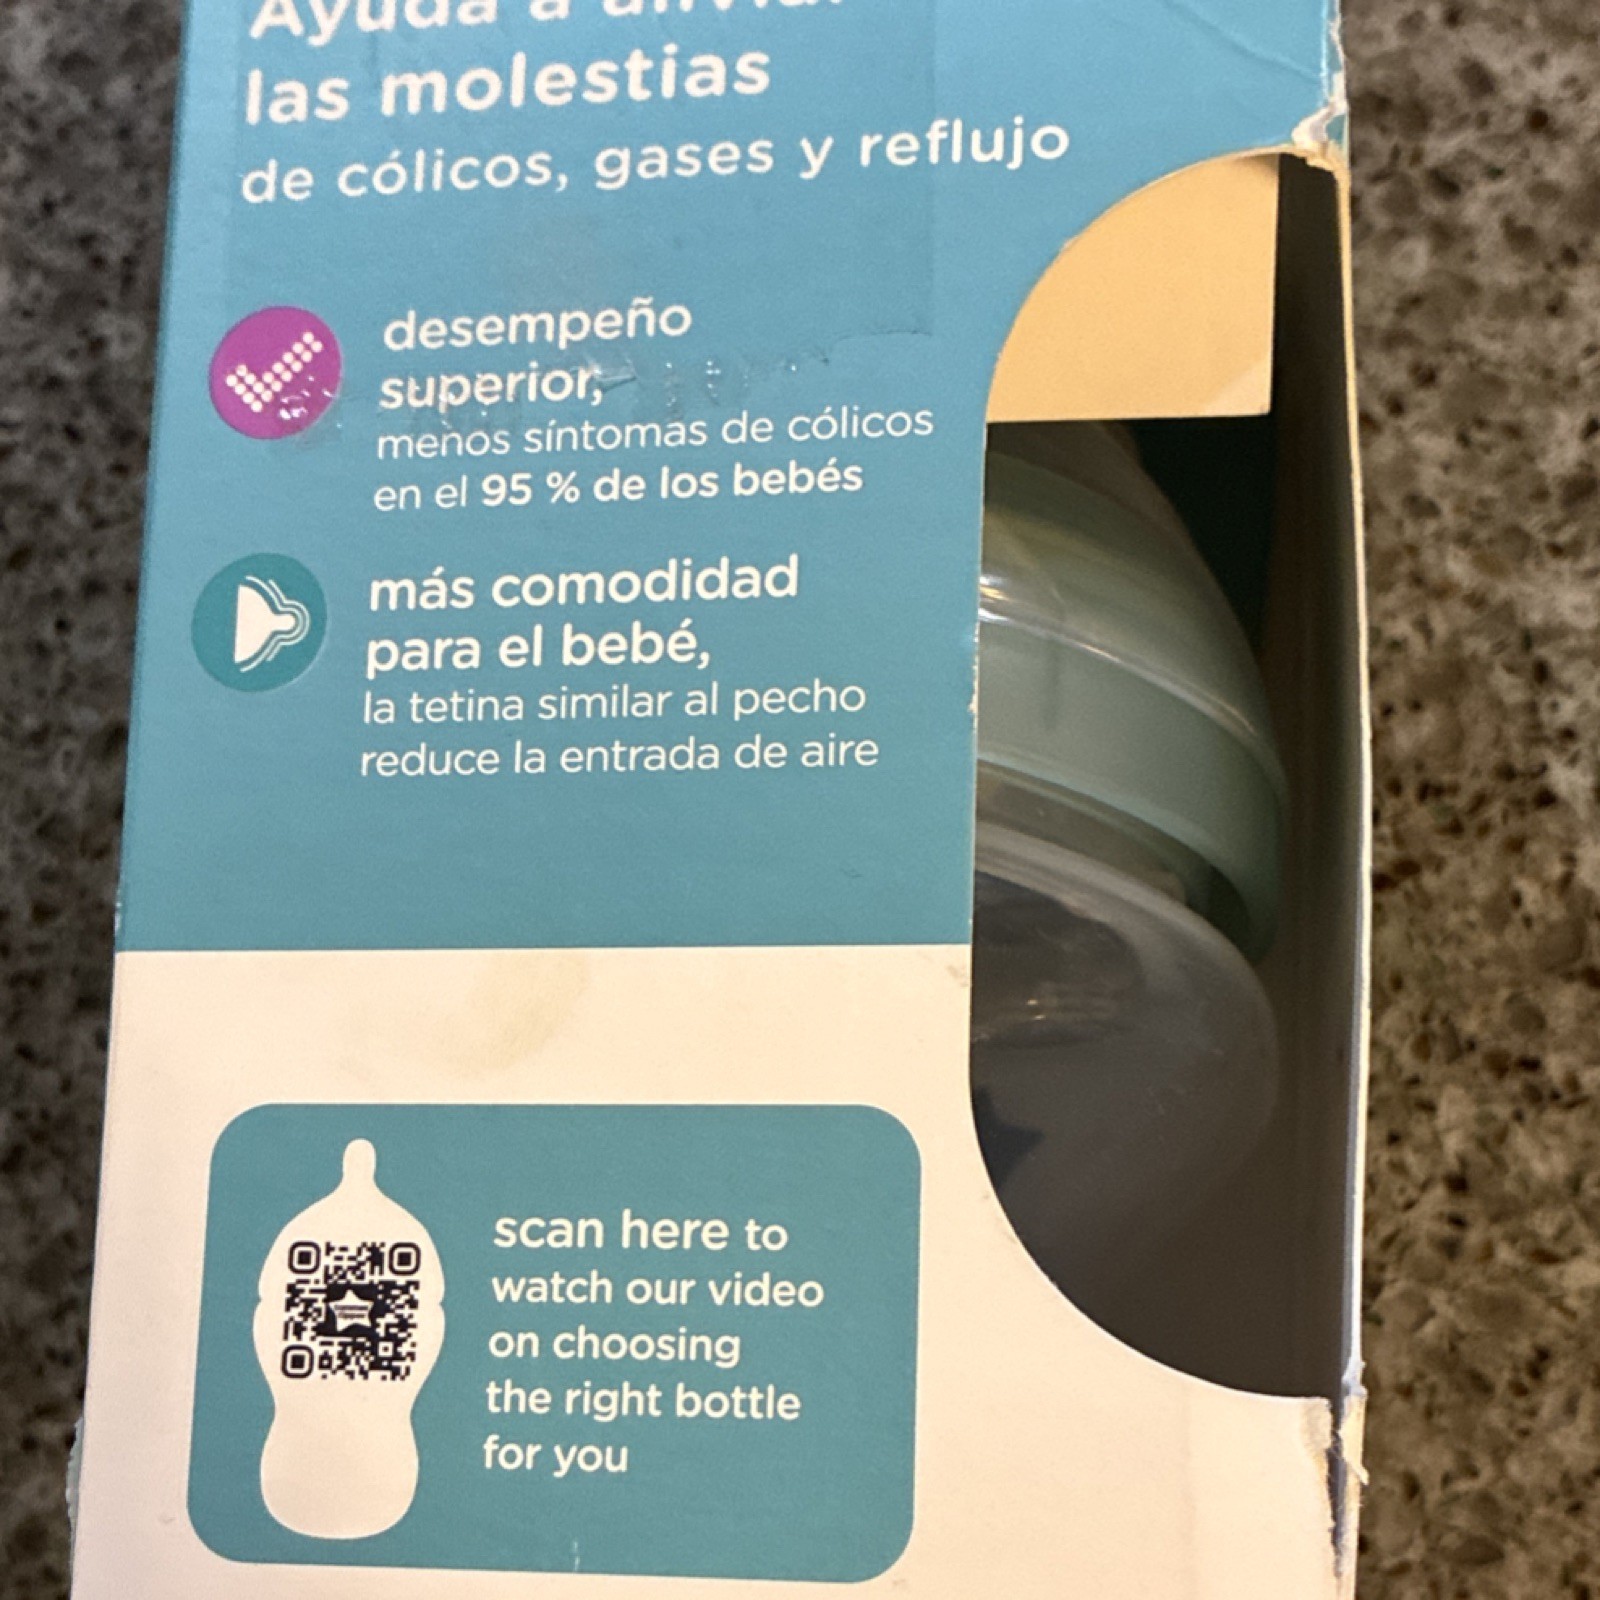 Ayuda a aliviar
las molestias
de cólicos, gases y reflujo
desempeño
superior,
menos síntomas de cólicos
en el 95 % de los bebés
más comodidad
para el bebé,
la tetina similar al pecho
reduce la entrada de aire
scan here to
watch our video
on choosing
the right bottle
for you